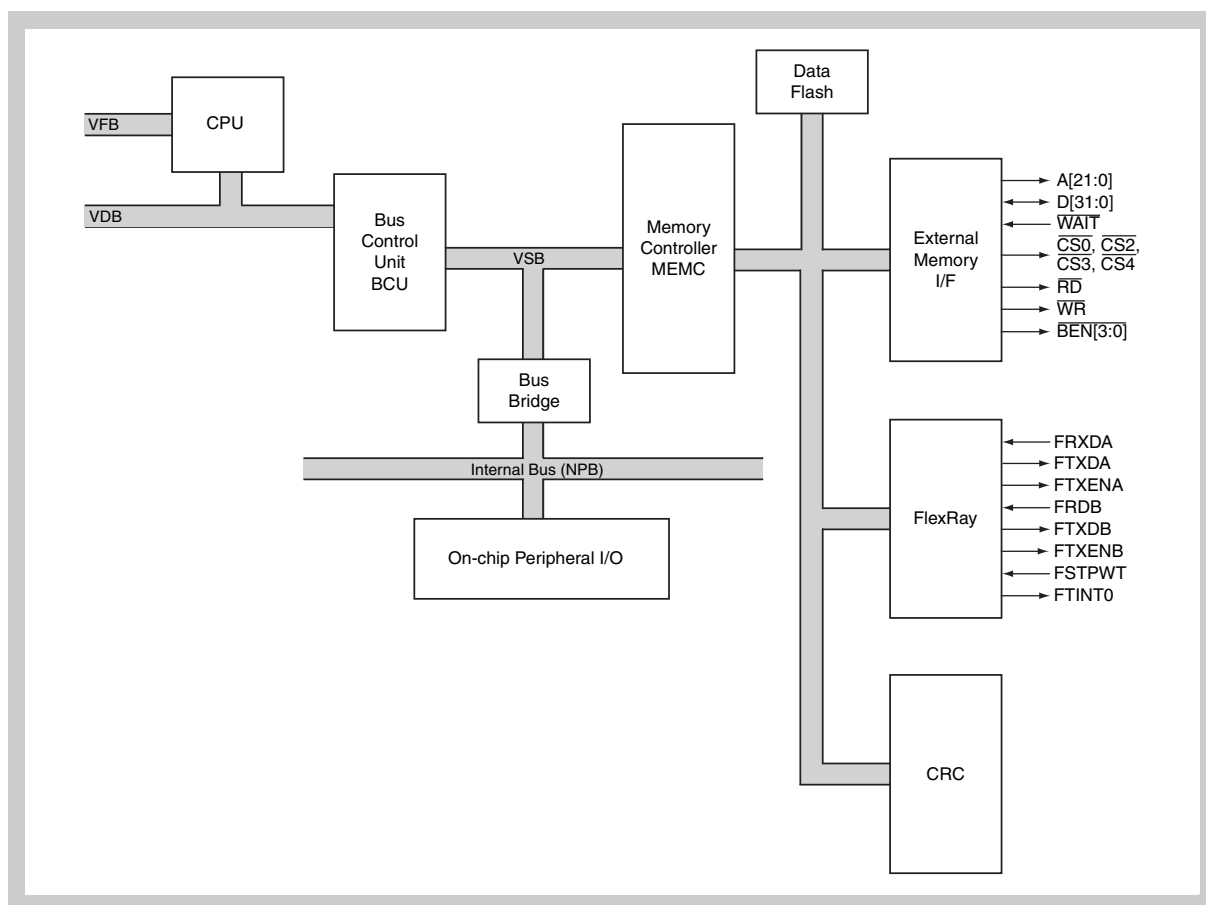 Data
Flash
VFB
CPU
VDB
Bus
Control
Unit
BCU
VSB
Memory
Controller
MEMC
External
Memory
I/F
A[21:0]
D[31:0]
WAIT
CS0, CS2,
CS3, CS4
RD
WR
BEN[3:0]
Bus
Bridge
Internal Bus (NPB)
On-chip Peripheral I/O
FlexRay
FRXDA
FTXDA
FTXENA
FRDB
FTXDB
FTXENB
FSTPWT
FTINT0
CRC